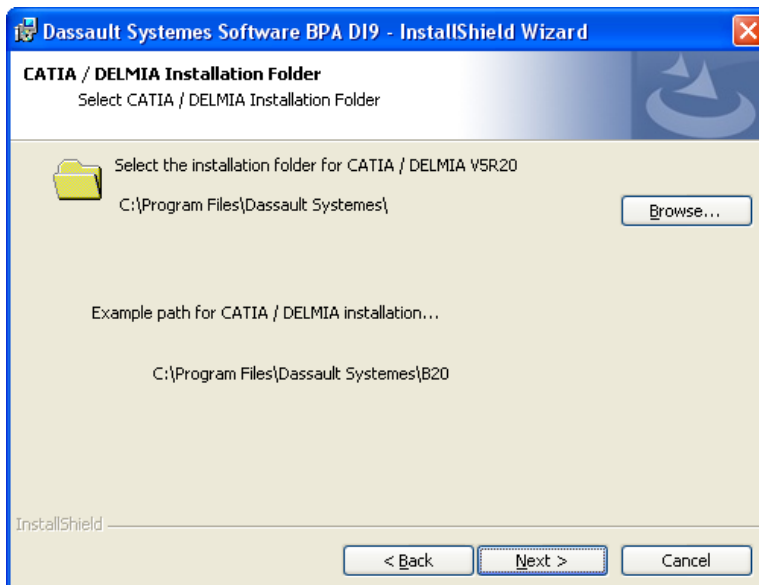 Dassault Systemes Software BPA DI9 - InstallShield Wizard
CATIA / DELMIA Installation Folder
Select CATIA / DELMIA Installation Folder
Select the installation folder for CATIA / DELMIA V5R20
C:\Program Files\Dassault Systemes\
Browse...
Example path for CATIA / DELMIA installation...
C:\Program Files\Dassault Systemes\B20
InstallShield
< Back
Next >
Cancel